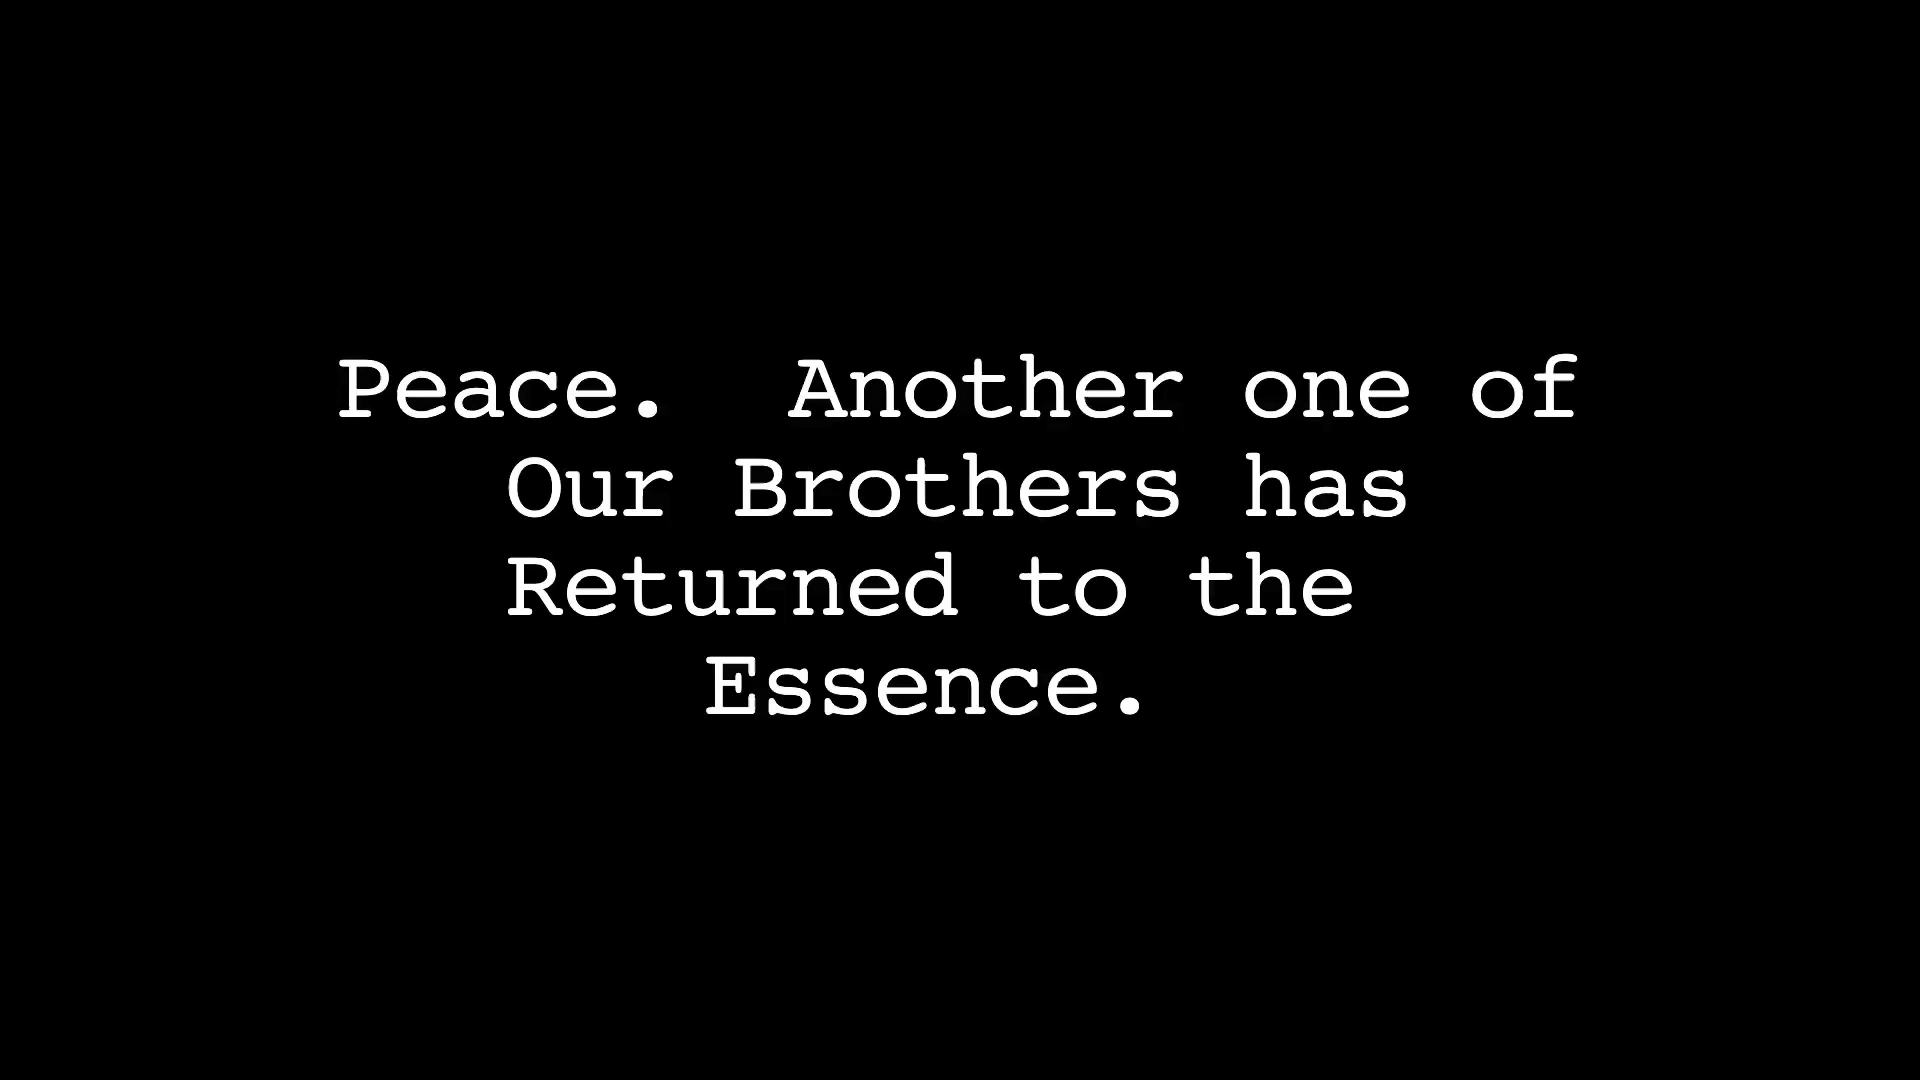 Peace.  Another one of
Our Brothers has
Returned to the
Essence.